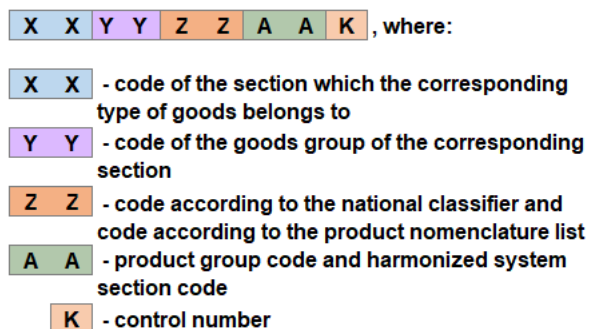 X X Y Y Z Z A A K , where:
X X - code of the section which the corresponding
type of goods belongs to
Y Y - code of the goods group of the corresponding
section
Z Z - code according to the national classifier and
code according to the product nomenclature list
A A - product group code and harmonized system
section code
K - control number